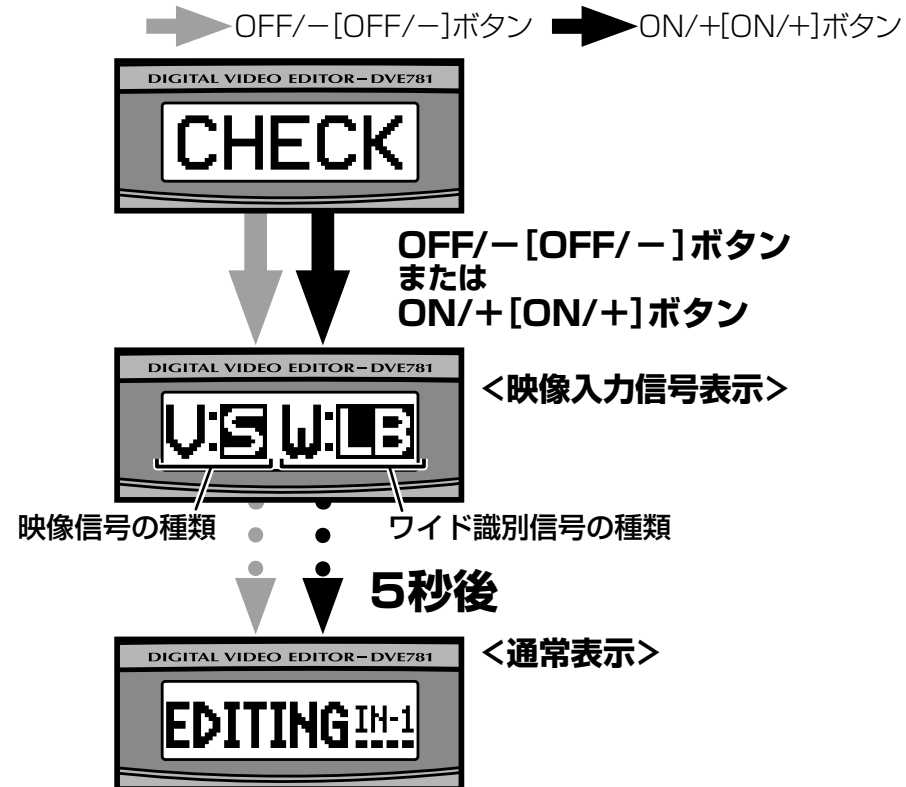 OFF/－[OFF/－]ボタン ON/＋[ON/＋]ボタン
DIGITAL VIDEO EDITOR－DVE781
CHECK
OFF/－[OFF/－]ボタン
または
ON/＋[ON/＋]ボタン
DIGITAL VIDEO EDITOR－DVE781
＜映像入力信号表示＞
V:S W:LB
映像信号の種類 ワイド識別信号の種類
5秒後
DIGITAL VIDEO EDITOR－DVE781
＜通常表示＞
EDITING IN-1